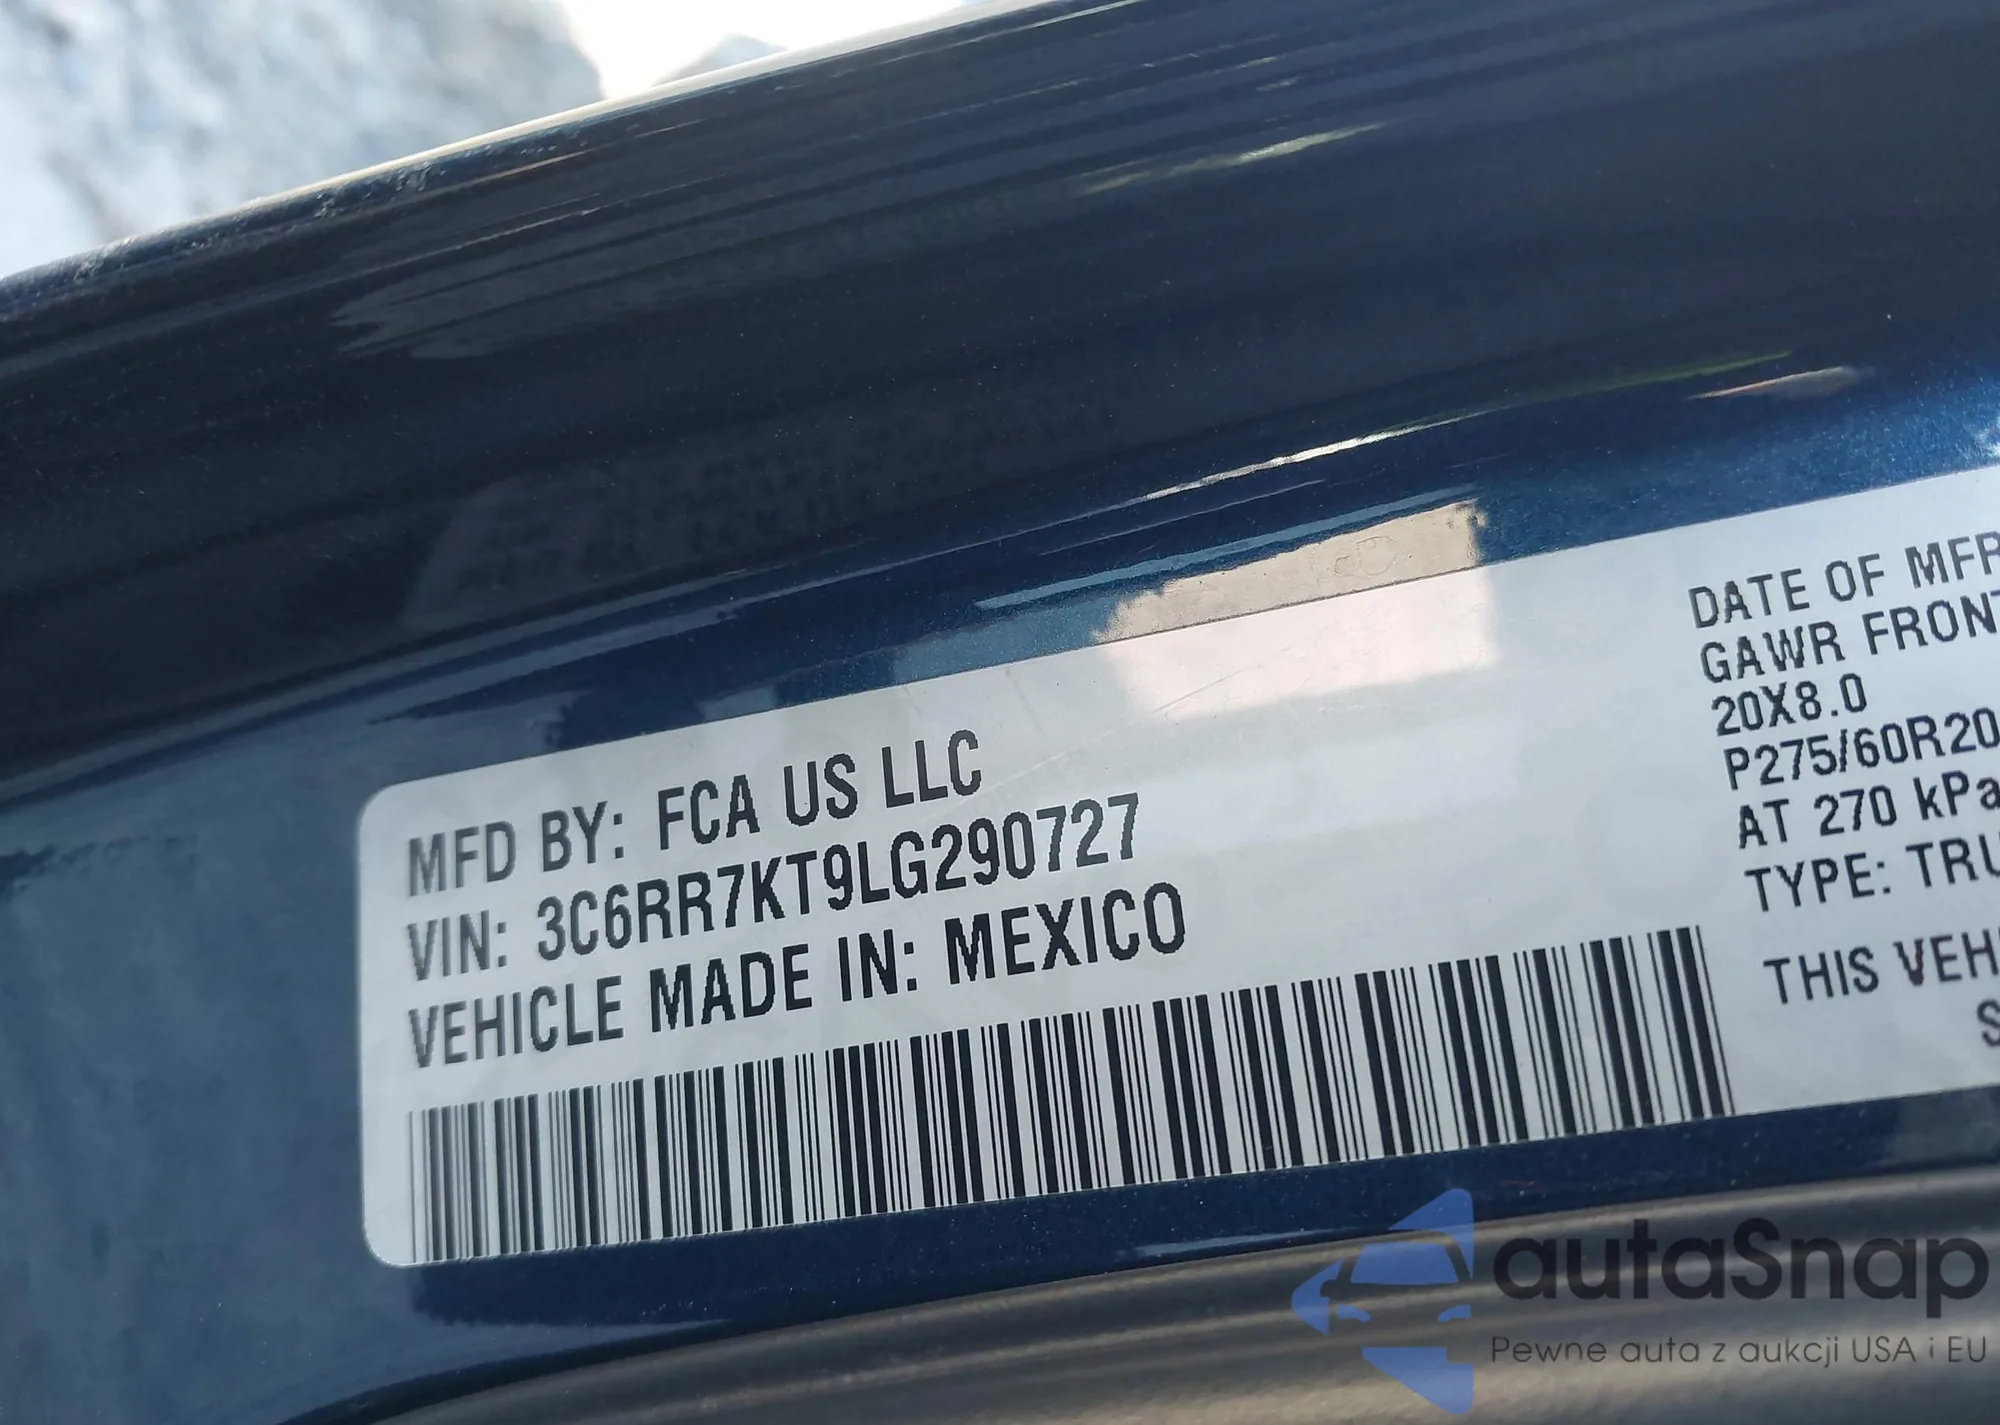 MFD BY: FCA US LLC
VIN: 3C6RR7KT9LG290727
VEHICLE MADE IN: MEXICO
DATE OF MFR
GAWR FRONT
20X8.0
P275/60R20
AT 270 kPa
TYPE: TRU
THIS VEH
S
autaSnap
Pewne auta z aukcji USA i EU